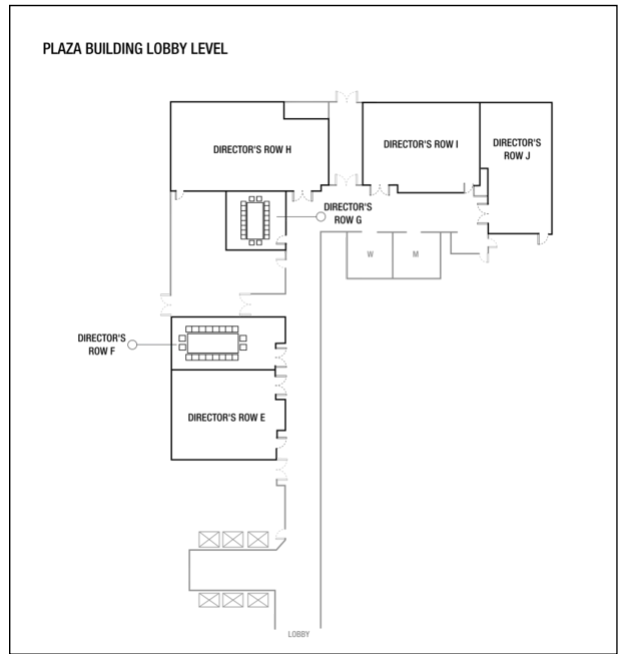 PLAZA BUILDING LOBBY LEVEL
DIRECTOR'S ROW H
DIRECTOR'S ROW I
DIRECTOR'S
ROW J
DIRECTOR'S
ROW G
W
M
DIRECTOR'S
ROW F
DIRECTOR'S ROW E
LOBBY